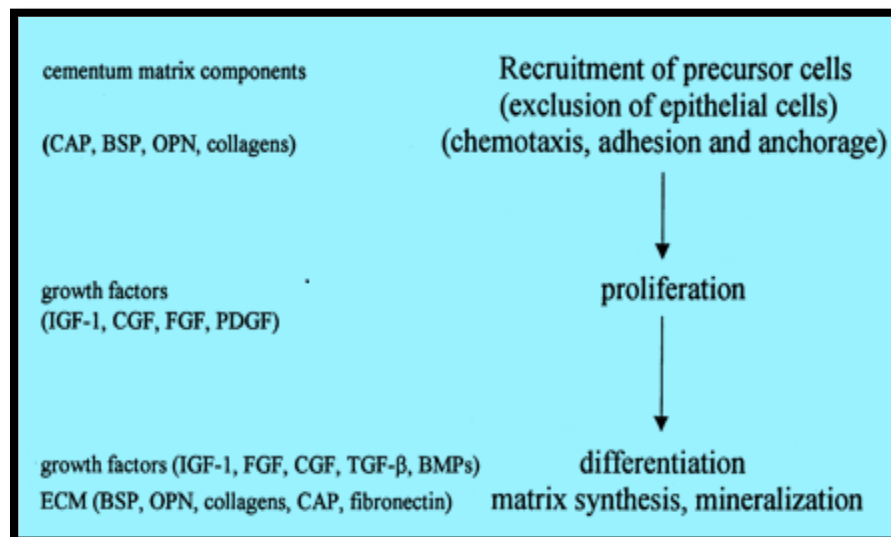 cementum matrix components
Recruitment of precursor cells
(exclusion of epithelial cells)
(CAP, BSP, OPN, collagens)
(chemotaxis, adhesion and anchorage)
growth factors
proliferation
(IGF-1, CGF, FGF, PDGF)
growth factors (IGF-1, FGF, CGF, TGF-β, BMPs)
differentiation
ECM (BSP, OPN, collagens, CAP, fibronectin)
matrix synthesis, mineralization